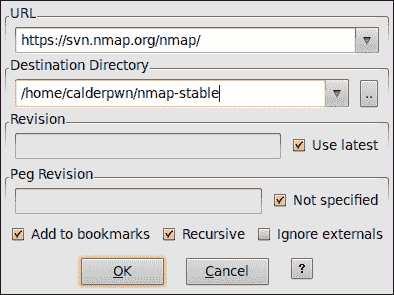 URL
https://svn.nmap.org/nmap/
Destination Directory
/home/calderpwn/nmap-stable
..
Revision
Use latest
Peg Revision
Not specified
Add to bookmarks Recursive Ignore externals
OK Cancel ?